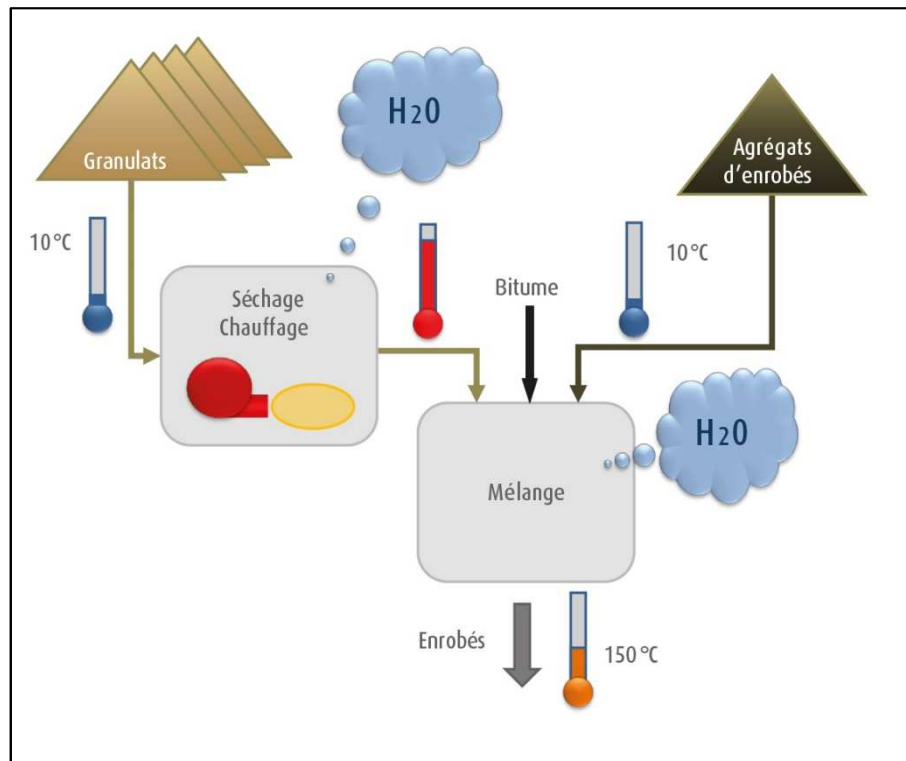 Granulats
H2O
Agrégats
d'enrobés
10°C
10°C
Bitume
Séchage
Chauffage
H2O
Mélange
Enrobés
150°C